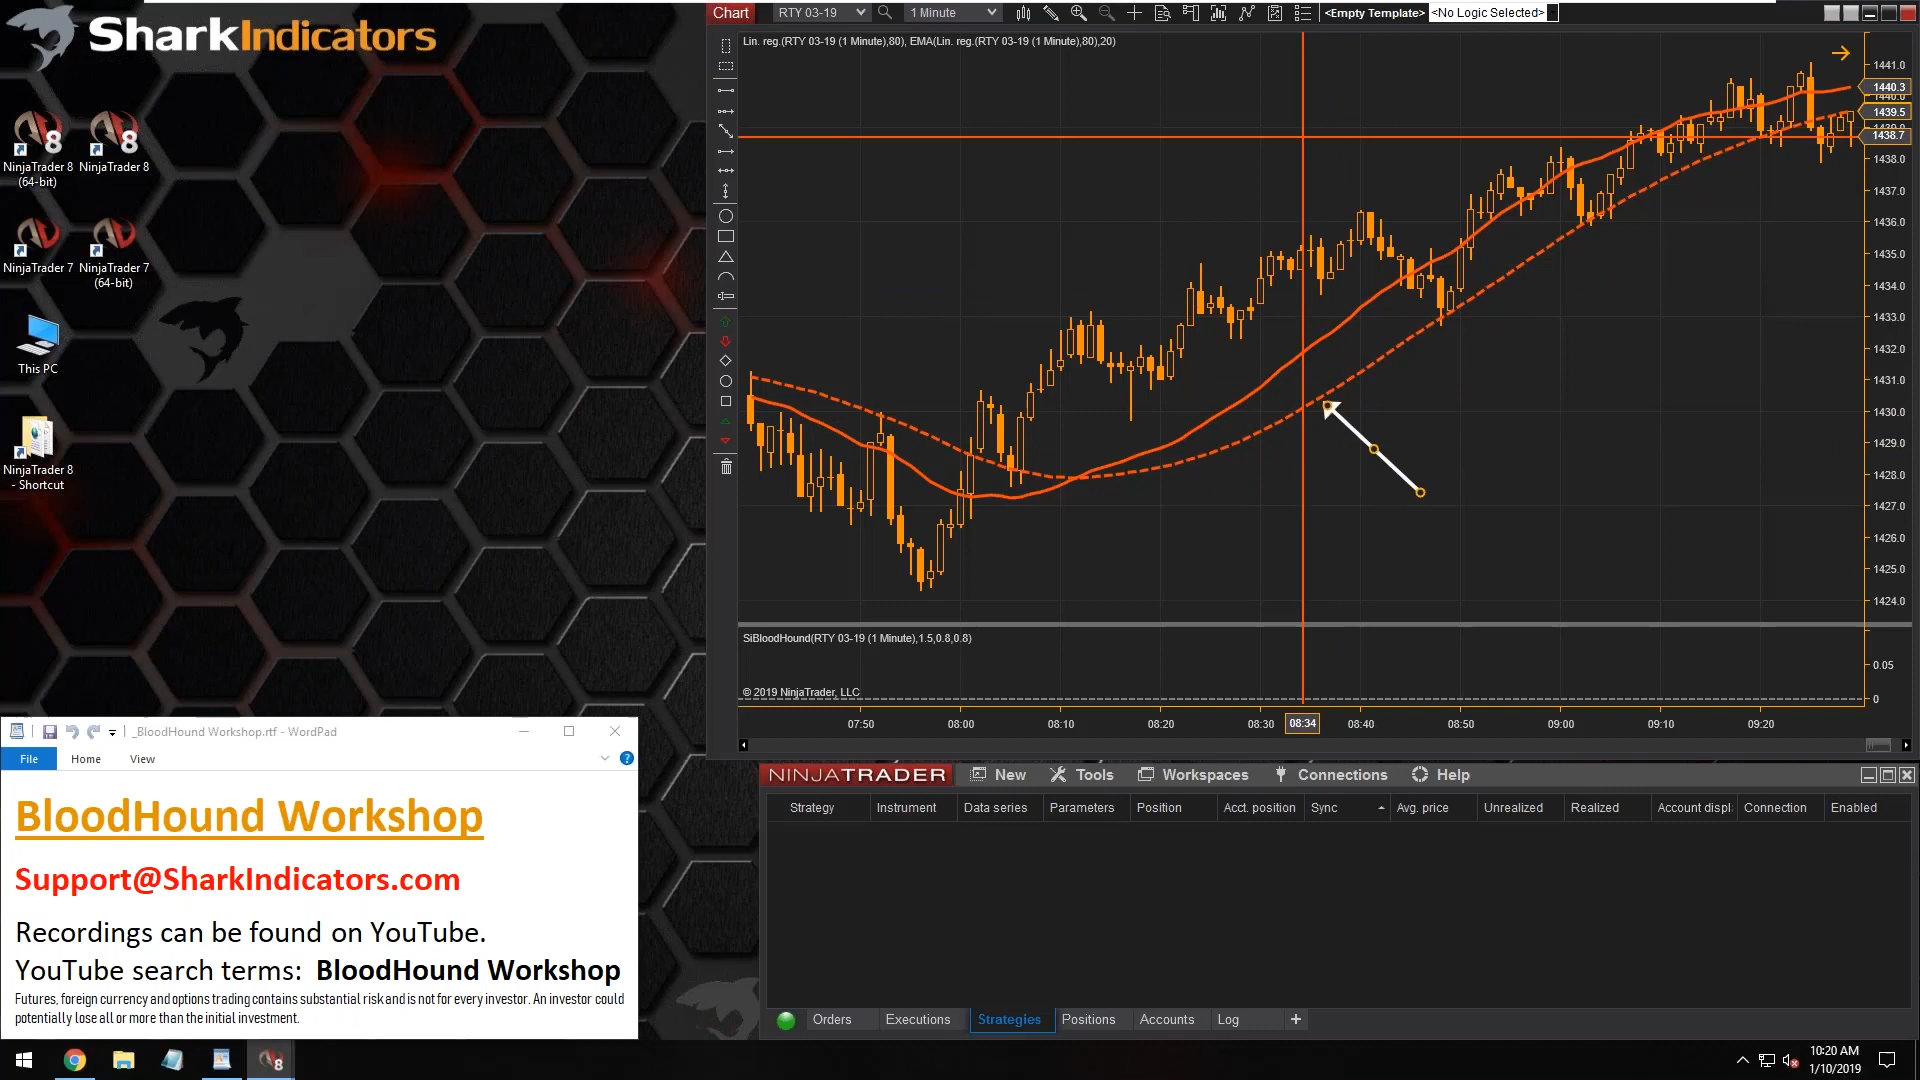 SharkIndicators
NinjaTrader 8
(64-bit)
NinjaTrader 8
NinjaTrader 7
NinjaTrader 7
(64-bit)
This PC
NinjaTrader 8
- Shortcut
Chart
RTY 03-19
1 Minute
<Empty Template>
<No Logic Selected>
Lin. reg.(RTY 03-19 (1 Minute),80), EMA(Lin. reg.(RTY 03-19 (1 Minute),80),20)
1441.0
1440.3
1439.5
1438.7
1438.0
1437.0
1436.0
1435.0
1434.0
1433.0
1432.0
1431.0
1430.0
1429.0
1428.0
1427.0
1426.0
1425.0
1424.0
SiBloodHound(RTY 03-19 (1 Minute),1.5,0.8,0.8)
0.05
0
© 2019 NinjaTrader, LLC
07:50 08:00 08:10 08:20 08:30 08:34 08:40 08:50 09:00 09:10 09:20
_BloodHound Workshop.rtf - WordPad
File Home View
BloodHound Workshop
Support@SharkIndicators.com
Recordings can be found on YouTube.
YouTube search terms: BloodHound Workshop
Futures, foreign currency and options trading contains substantial risk and is not for every investor. An investor could
potentially lose all or more than the initial investment.
NINJATRADER New Tools Workspaces Connections Help
Strategy Instrument Data series Parameters Position Acct. position Sync Avg. price Unrealized Realized Account displ Connection Enabled
Orders Executions Strategies Positions Accounts Log +
8
10:20 AM
1/10/2019